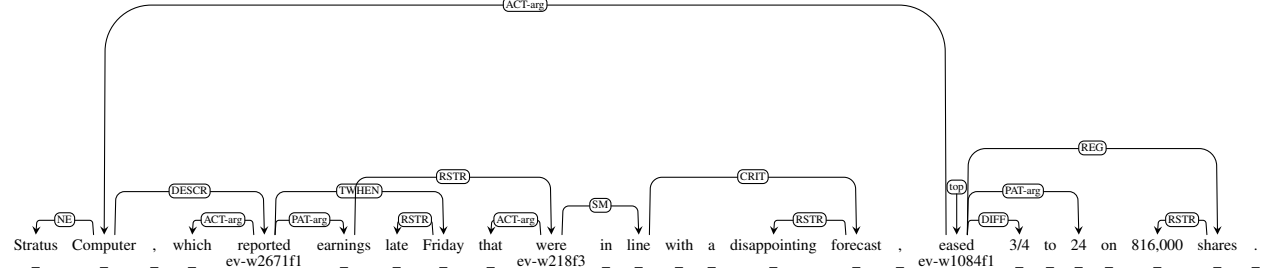 ACT-arg
REG
RSTR CRIT
DESCR TWHEN top PAT-arg
SM
NE ACT-arg PAT-arg RSTR ACT-arg RSTR DIFF RSTR
Stratus Computer , which reported earnings late Friday that were in line with a disappointing forecast , eased 3/4 to 24 on 816,000 shares .
_ _ _ _ ev-w2671f1 _ _ _ _ ev-w218f3 _ _ _ _ _ _ _ ev-w1084f1 _ _ _ _ _ _ _